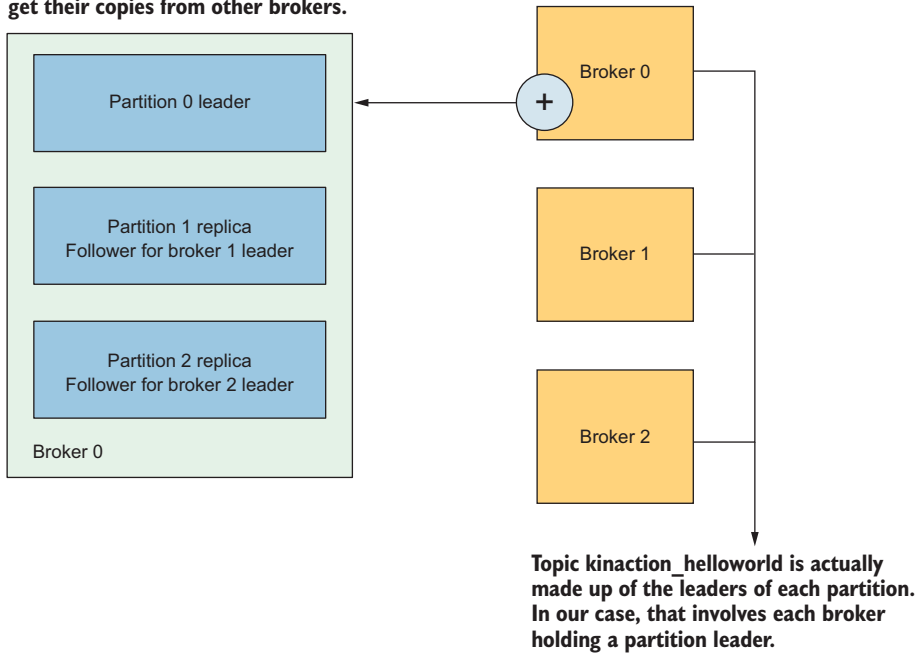 get their copies from other brokers.
Partition 0 leader
Partition 1 replica
Follower for broker 1 leader
Partition 2 replica
Follower for broker 2 leader
Broker 0
Broker 0
+
Broker 1
Broker 2
Topic kinaction_helloworld is actually
made up of the leaders of each partition.
In our case, that involves each broker
holding a partition leader.